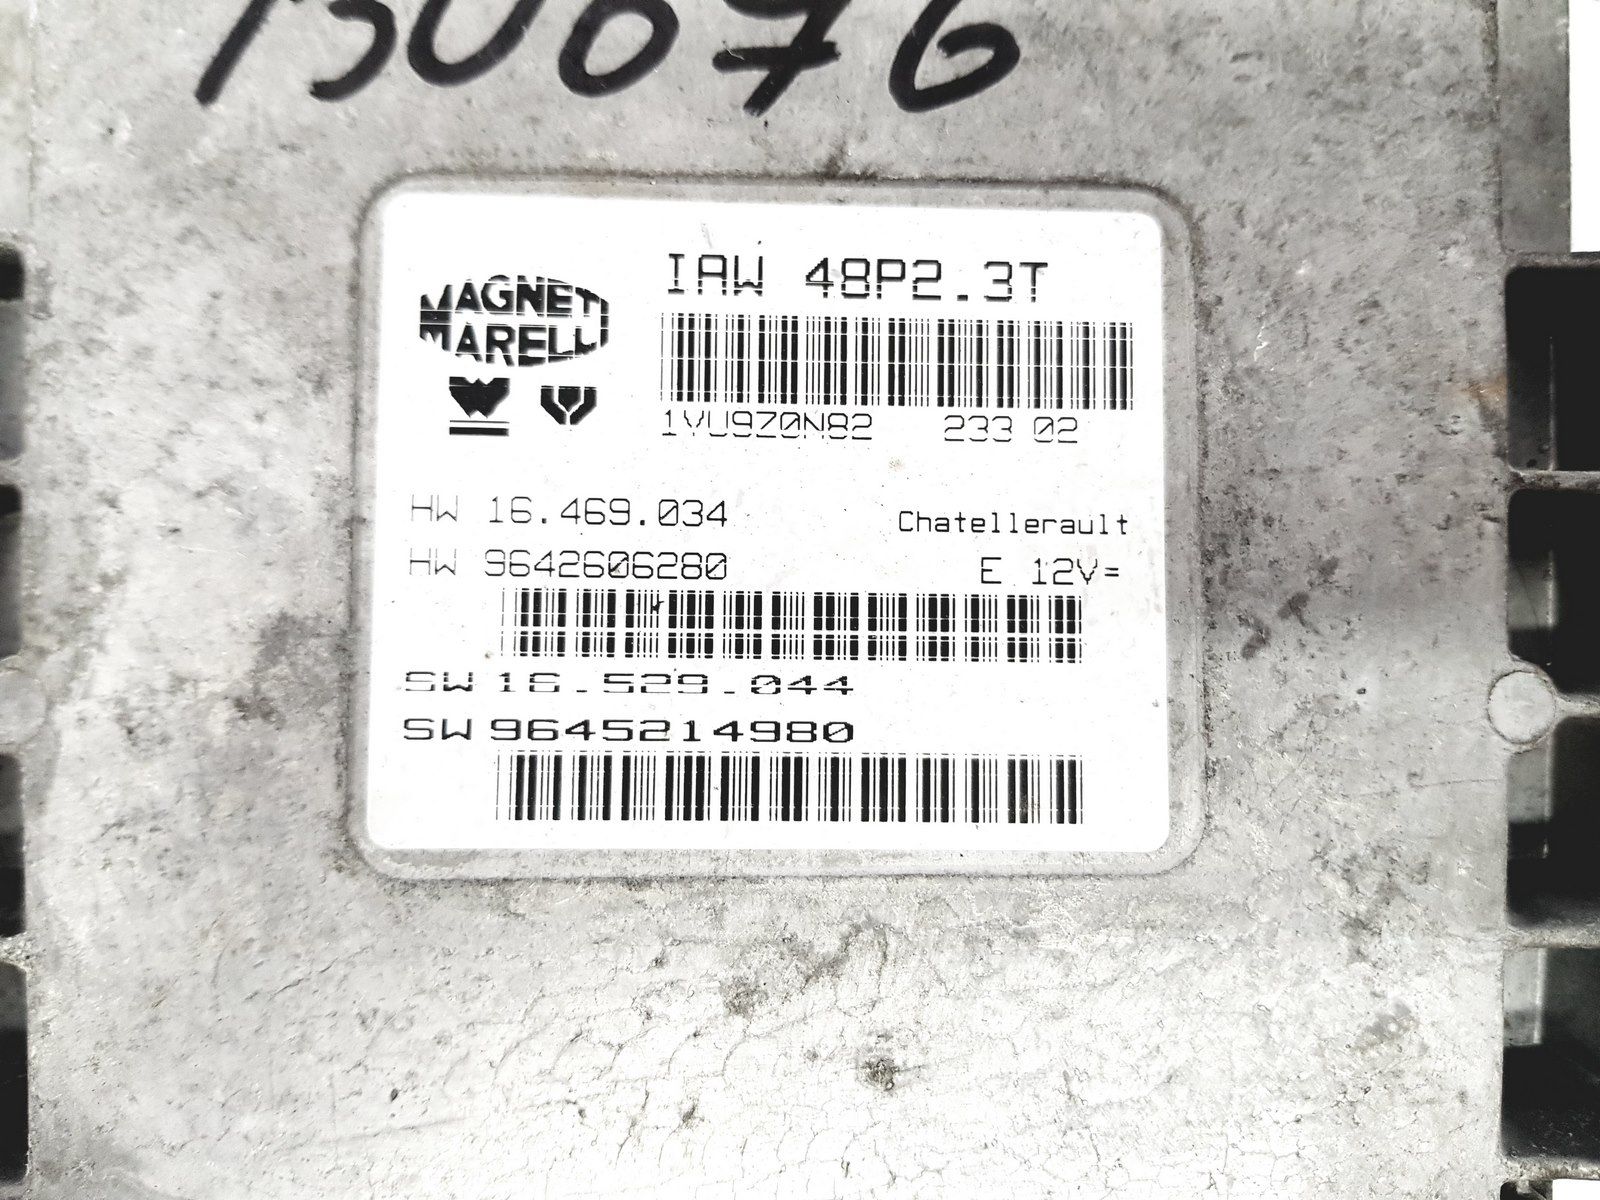 MAGNETI
MARELLI
IAW 48P2.3T
1VU9Z0N82 233 02
HW 16.469.034
Chatellerault
HW 9642606280
E 12V=
SW 16.529.044
SW 9645214980